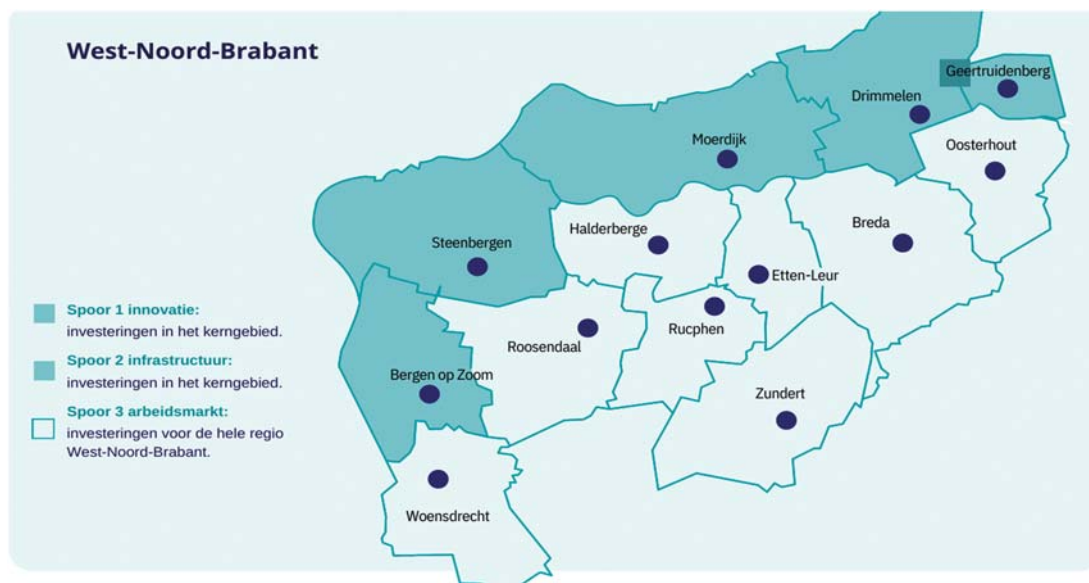 West-Noord-Brabant
Geertruidenberg
Drimmelen
Moerdijk
Oosterhout
Steenbergen
Halderberge
Breda
Etten-Leur
Spoor 1 innovatie:
investeringen in het kerngebied.
Rucphen
Roosendaal
Spoor 2 infrastructuur:
investeringen in het kerngebied.
Bergen op Zoom
Zundert
Spoor 3 arbeidsmarkt:
investeringen voor de hele regio
West-Noord-Brabant.
Woensdrecht